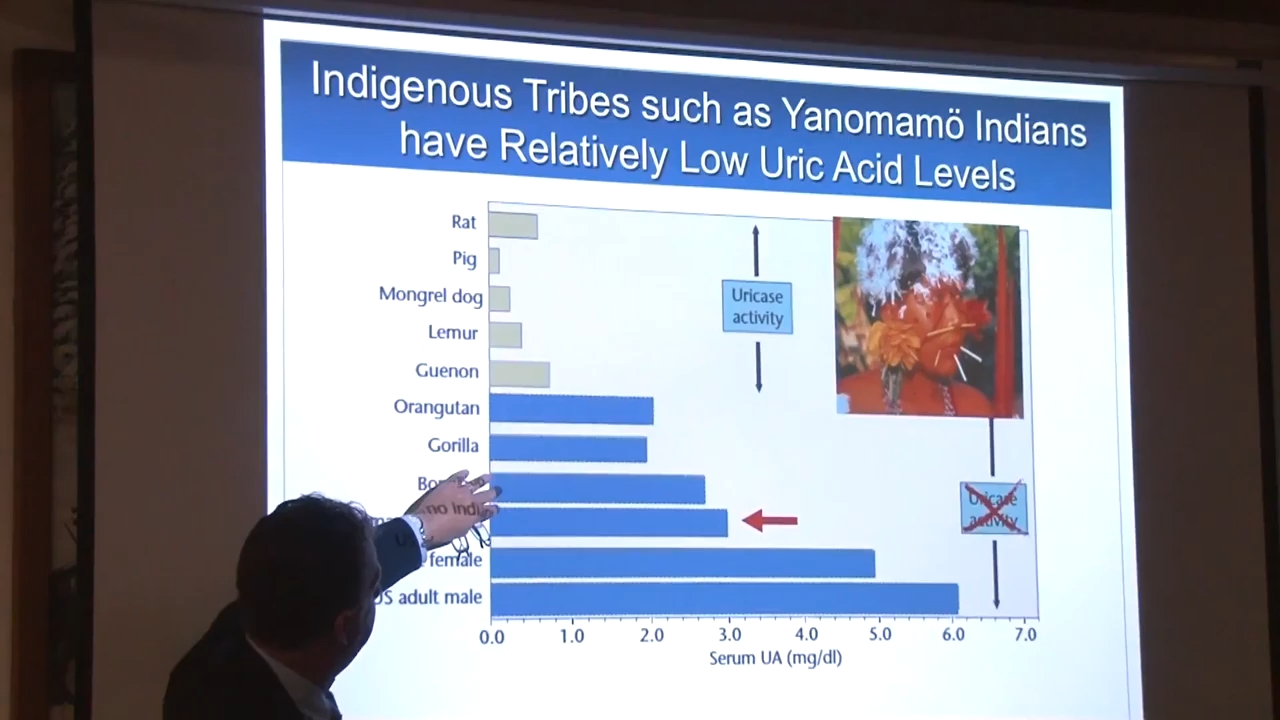 Indigenous Tribes such as Yanomamö Indians
have Relatively Low Uric Acid Levels
Rat
Pig
Mongrel dog
Lemur
Guenon
Orangutan
Gorilla
female
US adult male
Uricase
activity
Uricase
activity
0.0 1.0 2.0 3.0 4.0 5.0 6.0 7.0
Serum UA (mg/dl)